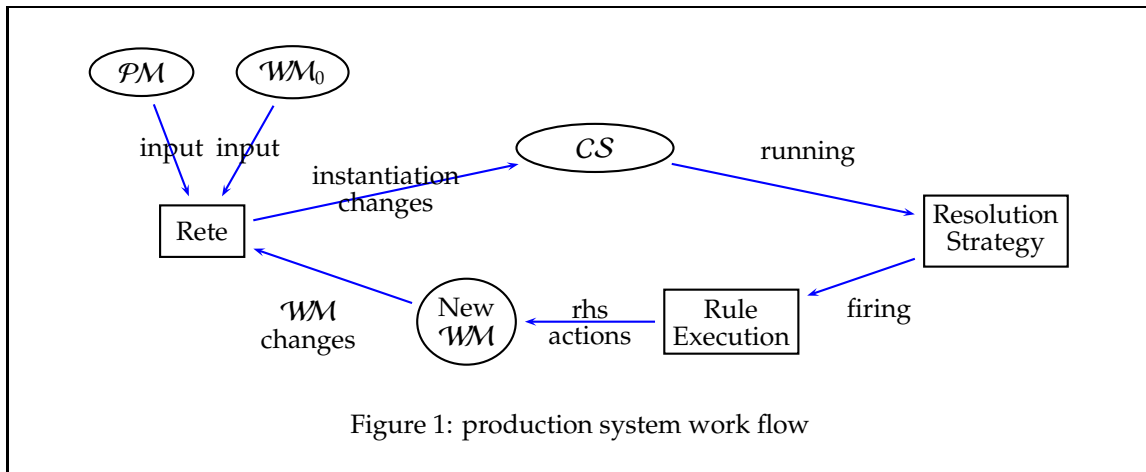 𝒫ℳ
𝒲ℳ₀
input
input
instantiation
changes
𝒞𝒮
running
Rete
Resolution
Strategy
𝒲ℳ
changes
New
𝒲ℳ
rhs
actions
Rule
Execution
firing
Figure 1: production system work flow